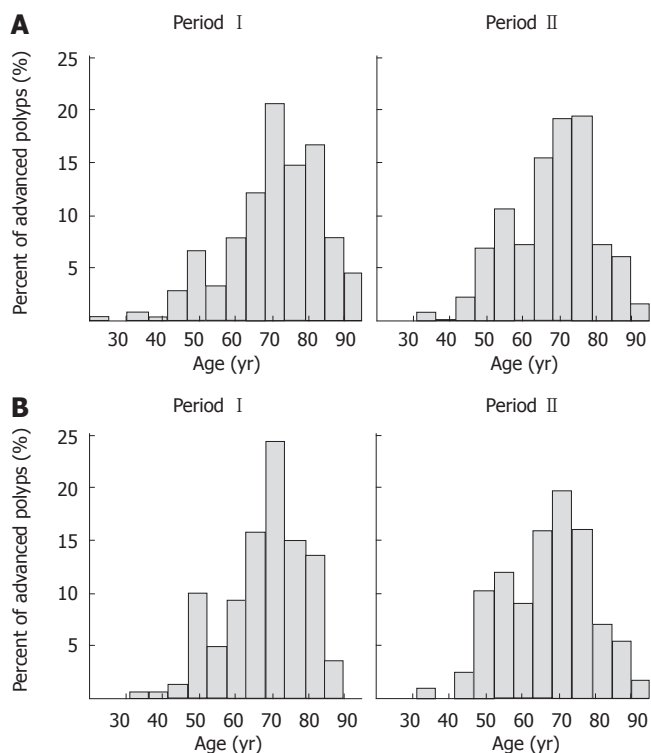 A
Period Ⅰ
Period Ⅱ
Percent of advanced polyps (%)
25
20
15
10
5
30 40 50 60 70 80 90
Age (yr)
30 40 50 60 70 80 90
Age (yr)
B
Period Ⅰ
Period Ⅱ
Percent of advanced polyps (%)
25
20
15
10
5
30 40 50 60 70 80 90
Age (yr)
30 40 50 60 70 80 90
Age (yr)